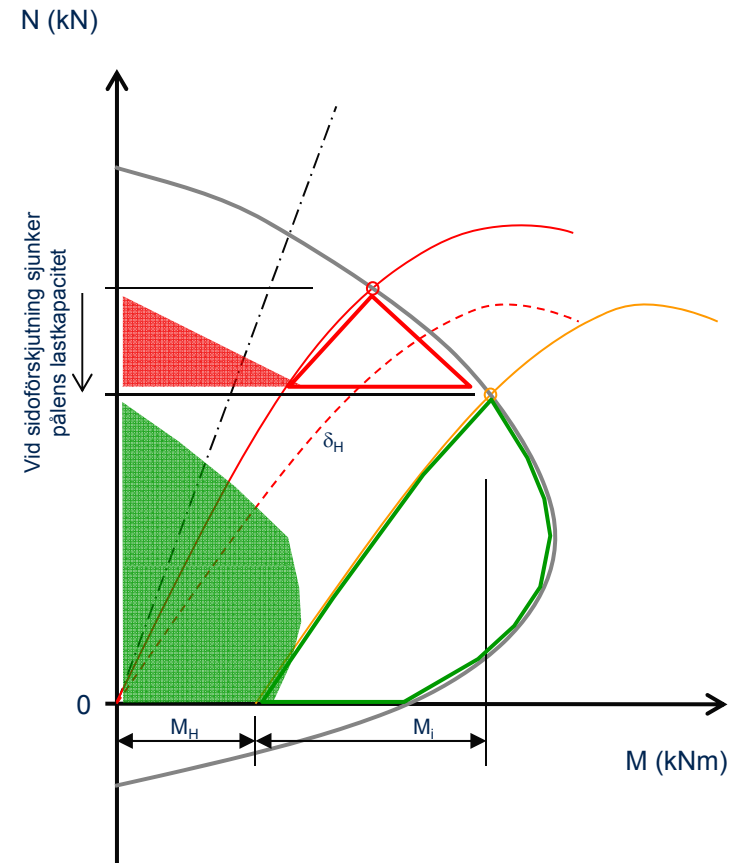 N (kN)
Vid sidoförskjutning sjunker
pålens lastkapacitet
δH
0
MH
Mi
M (kNm)